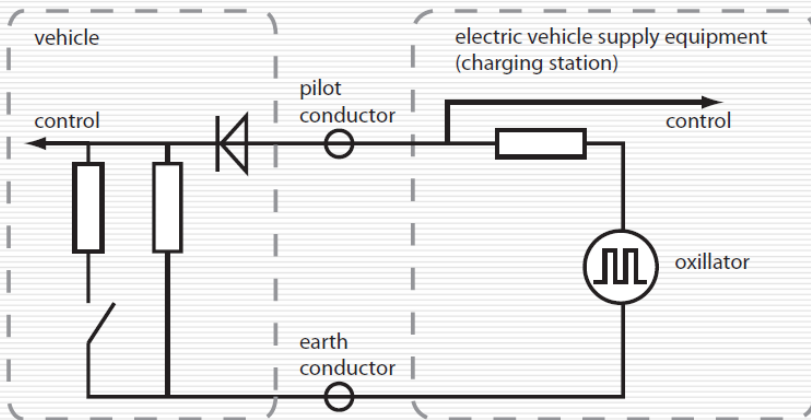 vehicle
electric vehicle supply equipment
(charging station)
pilot
conductor
control
control
oxillator
earth
conductor